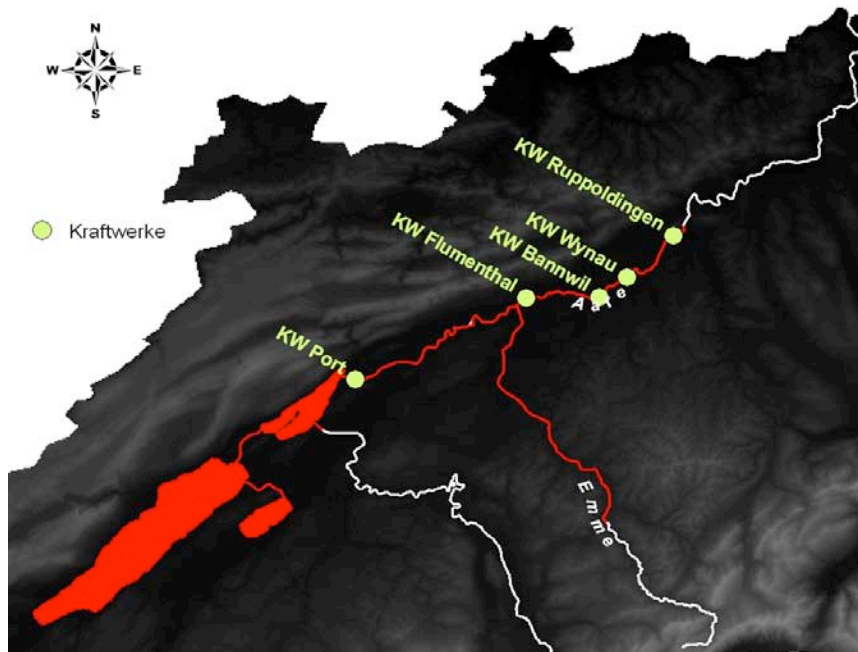 N
W E
S
Kraftwerke
KW Ruppoldingen
KW Wynau
KW Bannwil
KW Flumenthal
KW Port
Aare
Emme
A